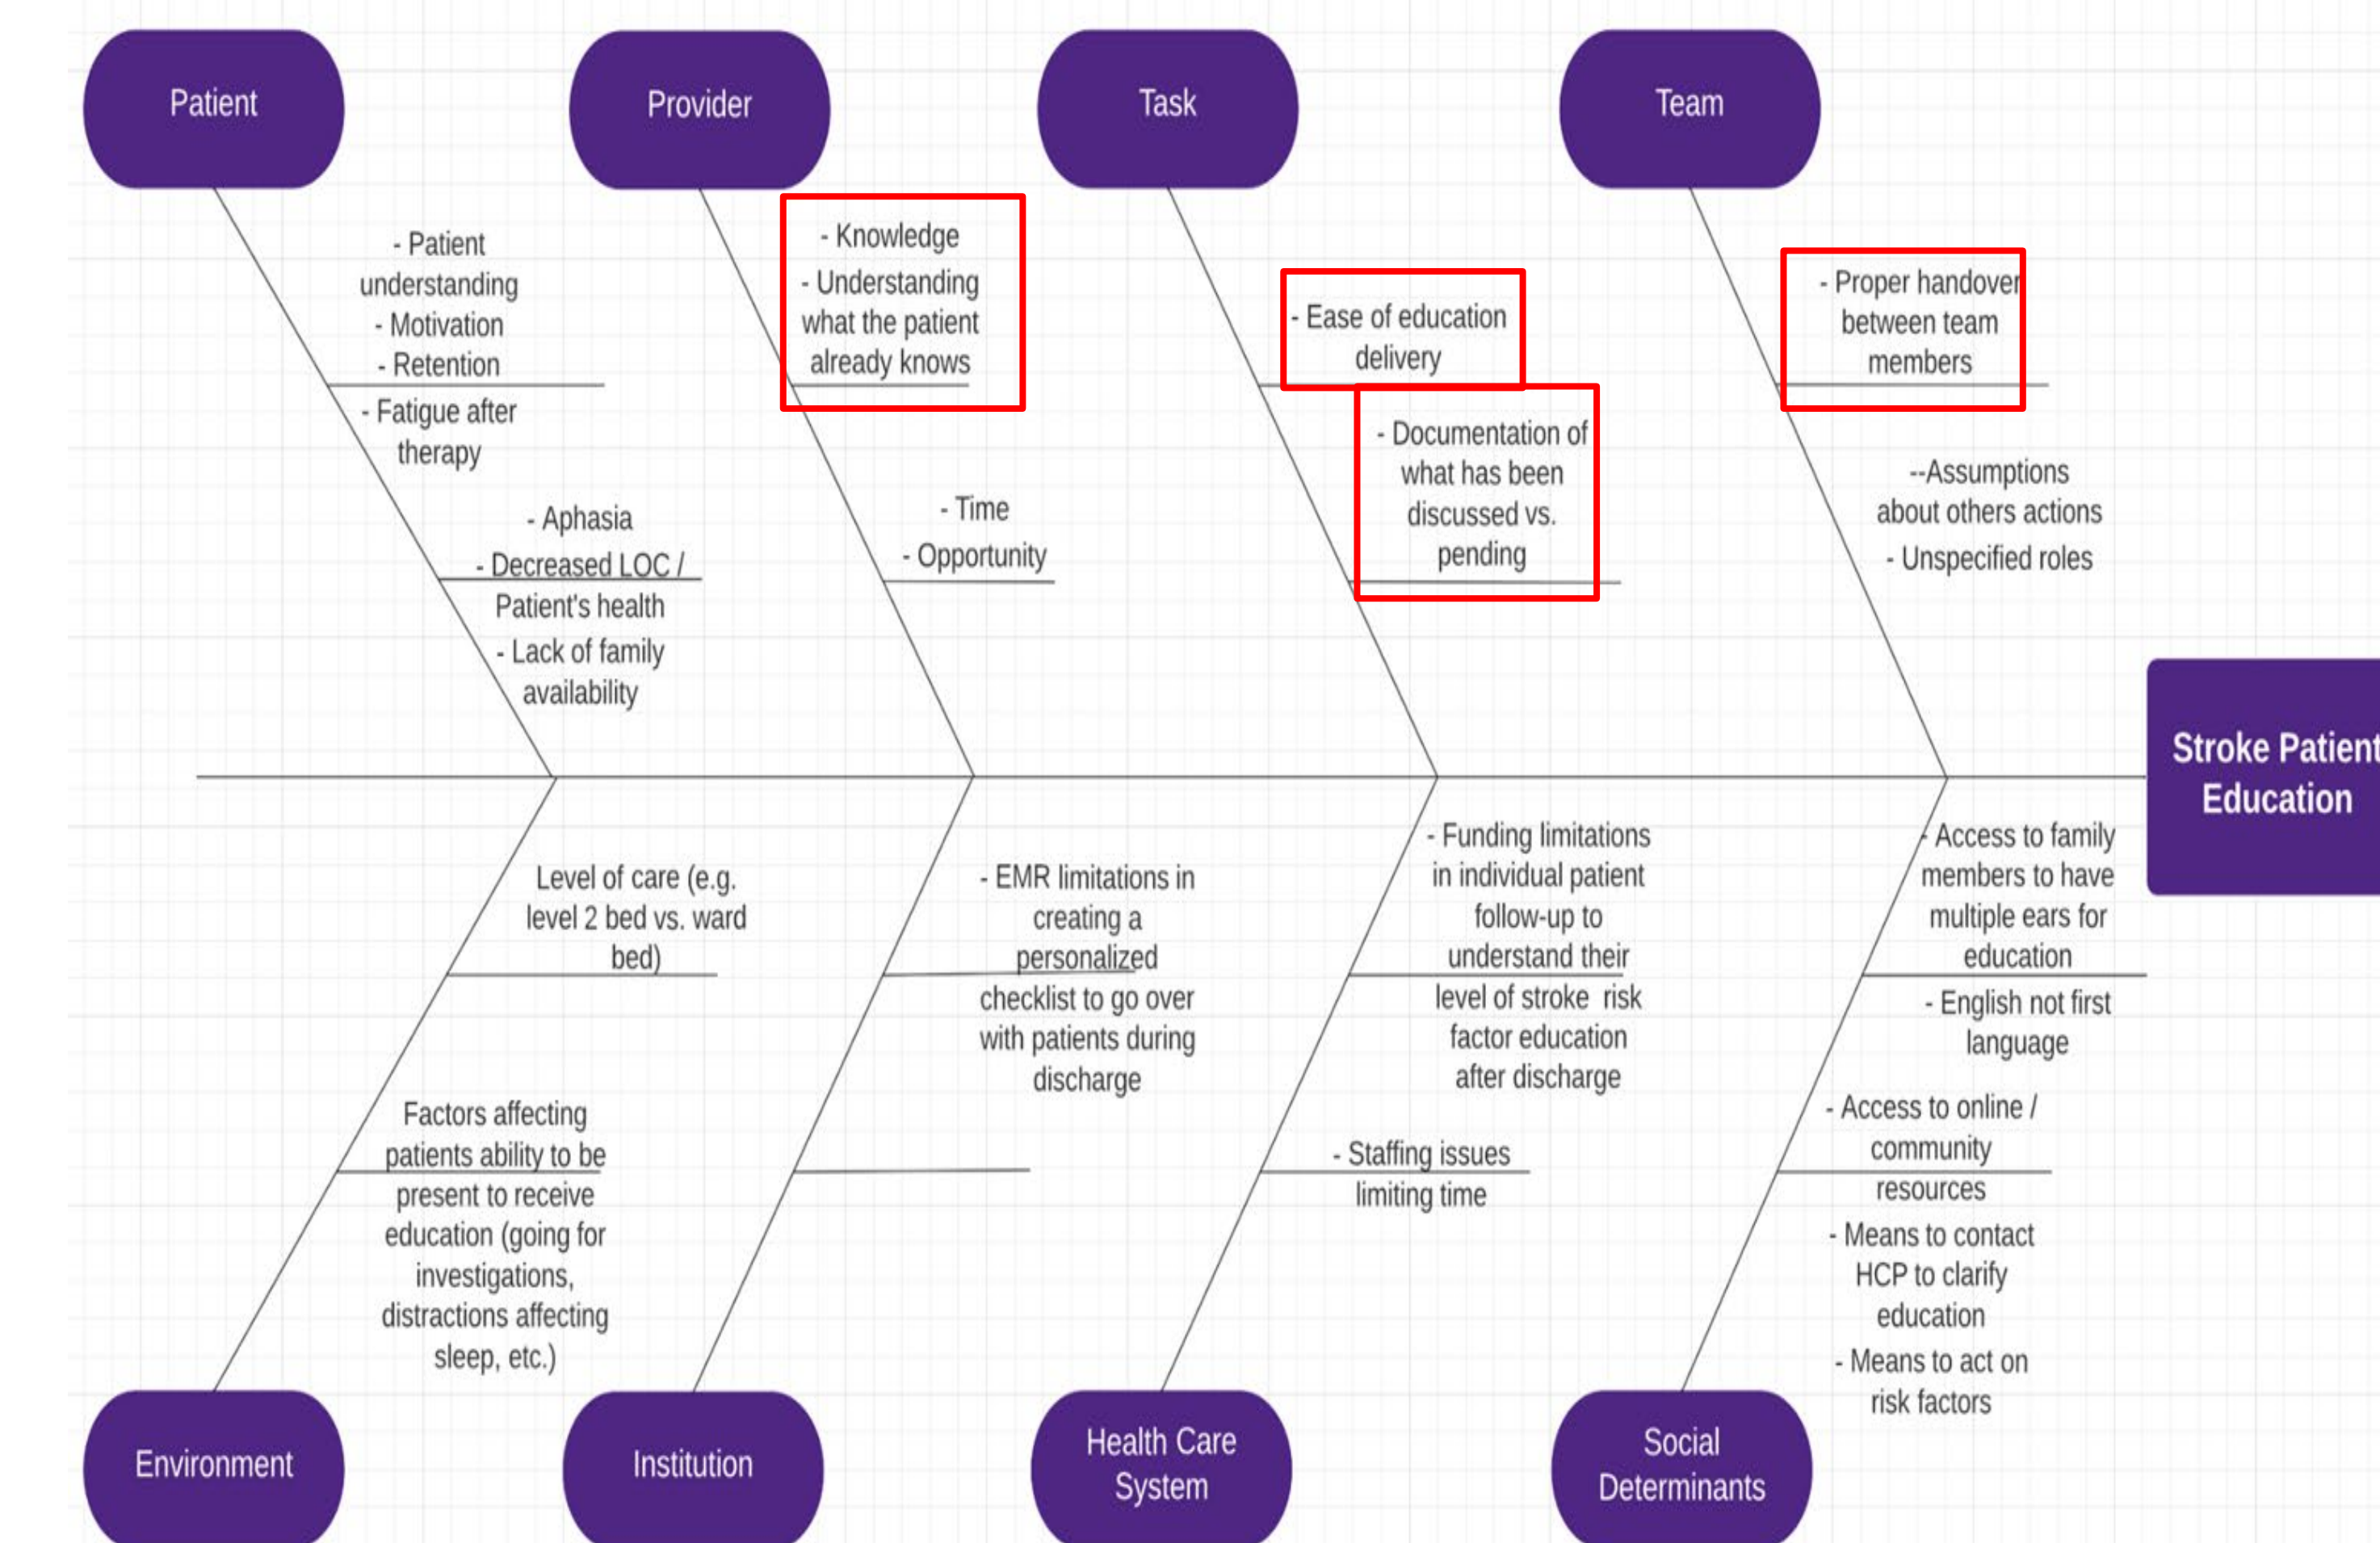 Patient
Provider
Task
Team
- Patient
understanding
- Motivation
- Retention
- Fatigue after
therapy
- Aphasia
- Decreased LOC /
Patient's health
- Lack of family
availability
- Knowledge
- Understanding
what the patient
already knows
- Time
- Opportunity
- Ease of education
delivery
- Documentation of
what has been
discussed vs.
pending
- Proper handover
between team
members
--Assumptions
about others actions
- Unspecified roles
Stroke Patient
Education
Level of care (e.g.
level 2 bed vs. ward
bed)
Factors affecting
patients ability to be
present to receive
education (going for
investigations,
distractions affecting
sleep, etc.)
- EMR limitations in
creating a
personalized
checklist to go over
with patients during
discharge
- Funding limitations
in individual patient
follow-up to
understand their
level of stroke risk
factor education
after discharge
- Staffing issues
limiting time
- Access to family
members to have
multiple ears for
education
- English not first
language
- Access to online /
community
resources
- Means to contact
HCP to clarify
education
- Means to act on
risk factors
Environment
Institution
Health Care
System
Social
Determinants